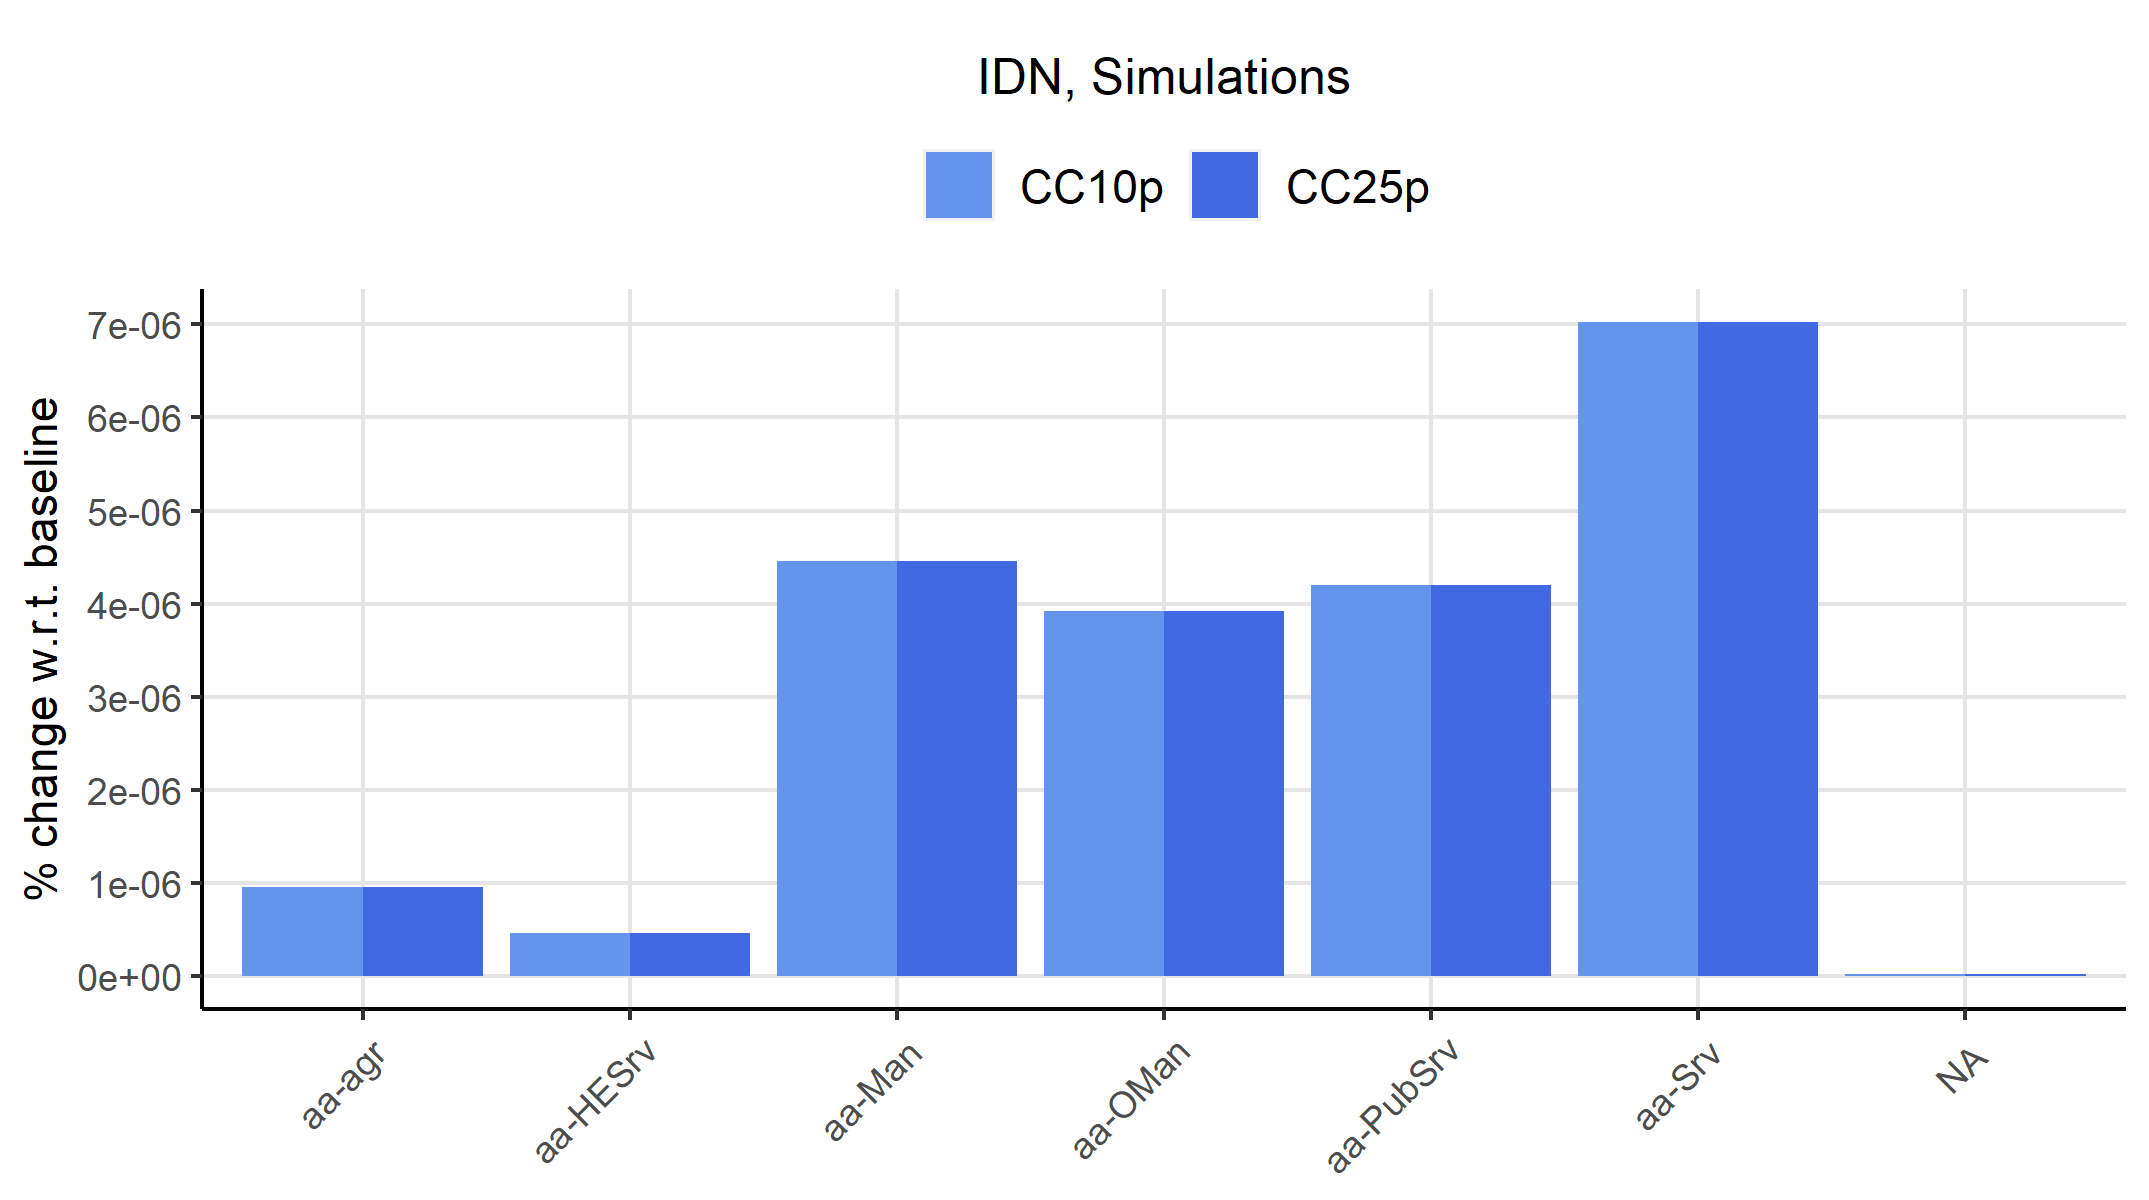 IDN, Simulations
CC10p CC25p
% change w.r.t. baseline
7e-06
6e-06
5e-06
4e-06
3e-06
2e-06
1e-06
0e+00
aa-agr aa-HESrv aa-Man aa-OMan aa-PubSrv aa-Srv NA